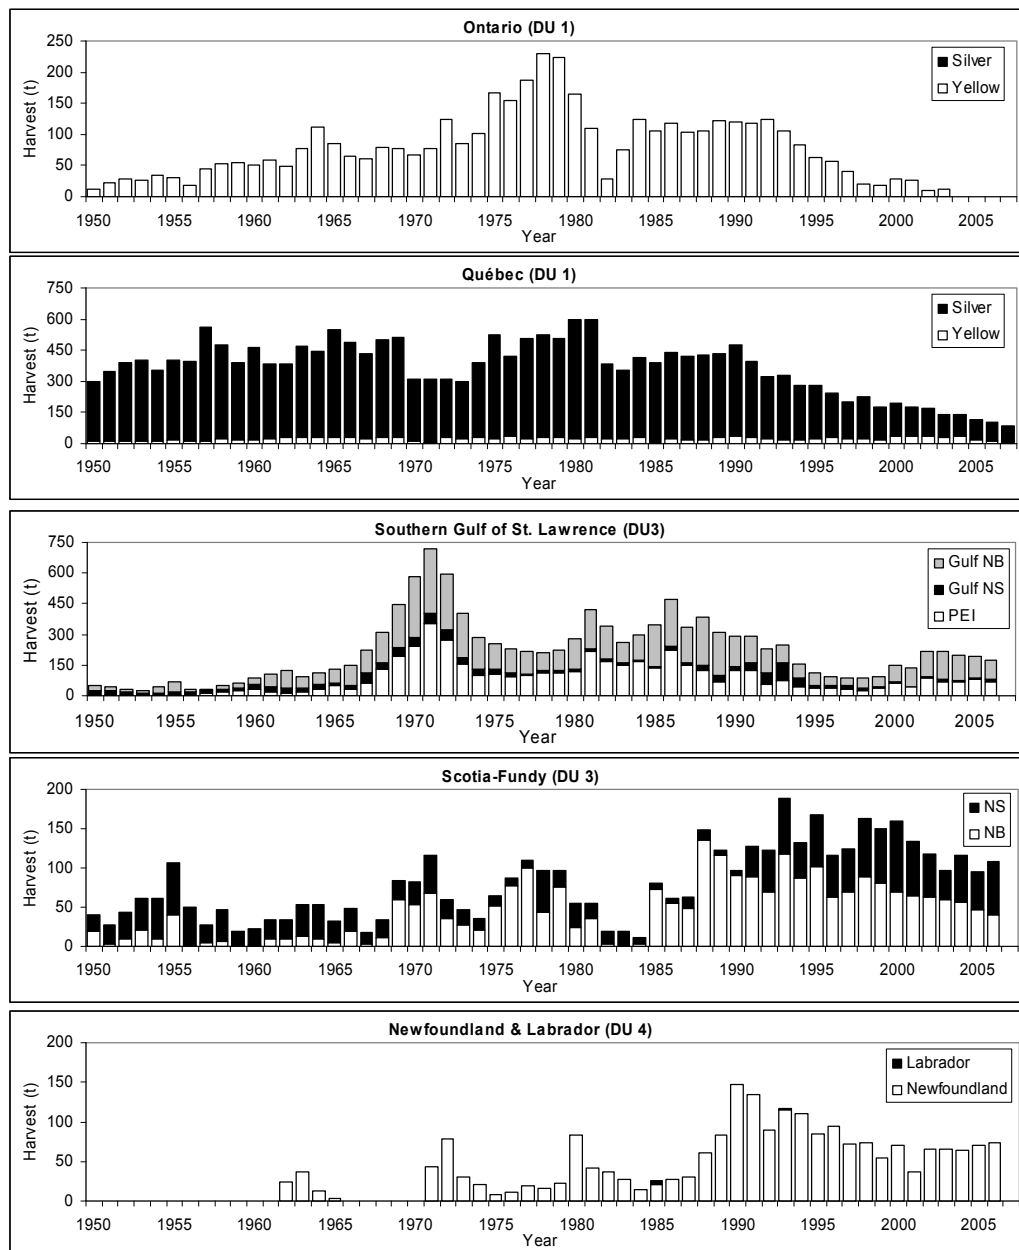 Ontario (DU 1)
Harvest (t)
250
200
150
100
50
0
Silver
Yellow
1950 1955 1960 1965 1970 1975 1980 1985 1990 1995 2000 2005
Year
Québec (DU 1)
Harvest (t)
750
600
450
300
150
0
Silver
Yellow
1950 1955 1960 1965 1970 1975 1980 1985 1990 1995 2000 2005
Year
Southern Gulf of St. Lawrence (DU3)
Harvest (t)
750
600
450
300
150
0
Gulf NB
Gulf NS
PEI
1950 1955 1960 1965 1970 1975 1980 1985 1990 1995 2000 2005
Year
Scotia-Fundy (DU 3)
Harvest (t)
200
150
100
50
0
NS
NB
1950 1955 1960 1965 1970 1975 1980 1985 1990 1995 2000 2005
Year
Newfoundland & Labrador (DU 4)
Harvest (t)
200
150
100
50
0
Labrador
Newfoundland
1950 1955 1960 1965 1970 1975 1980 1985 1990 1995 2000 2005
Year